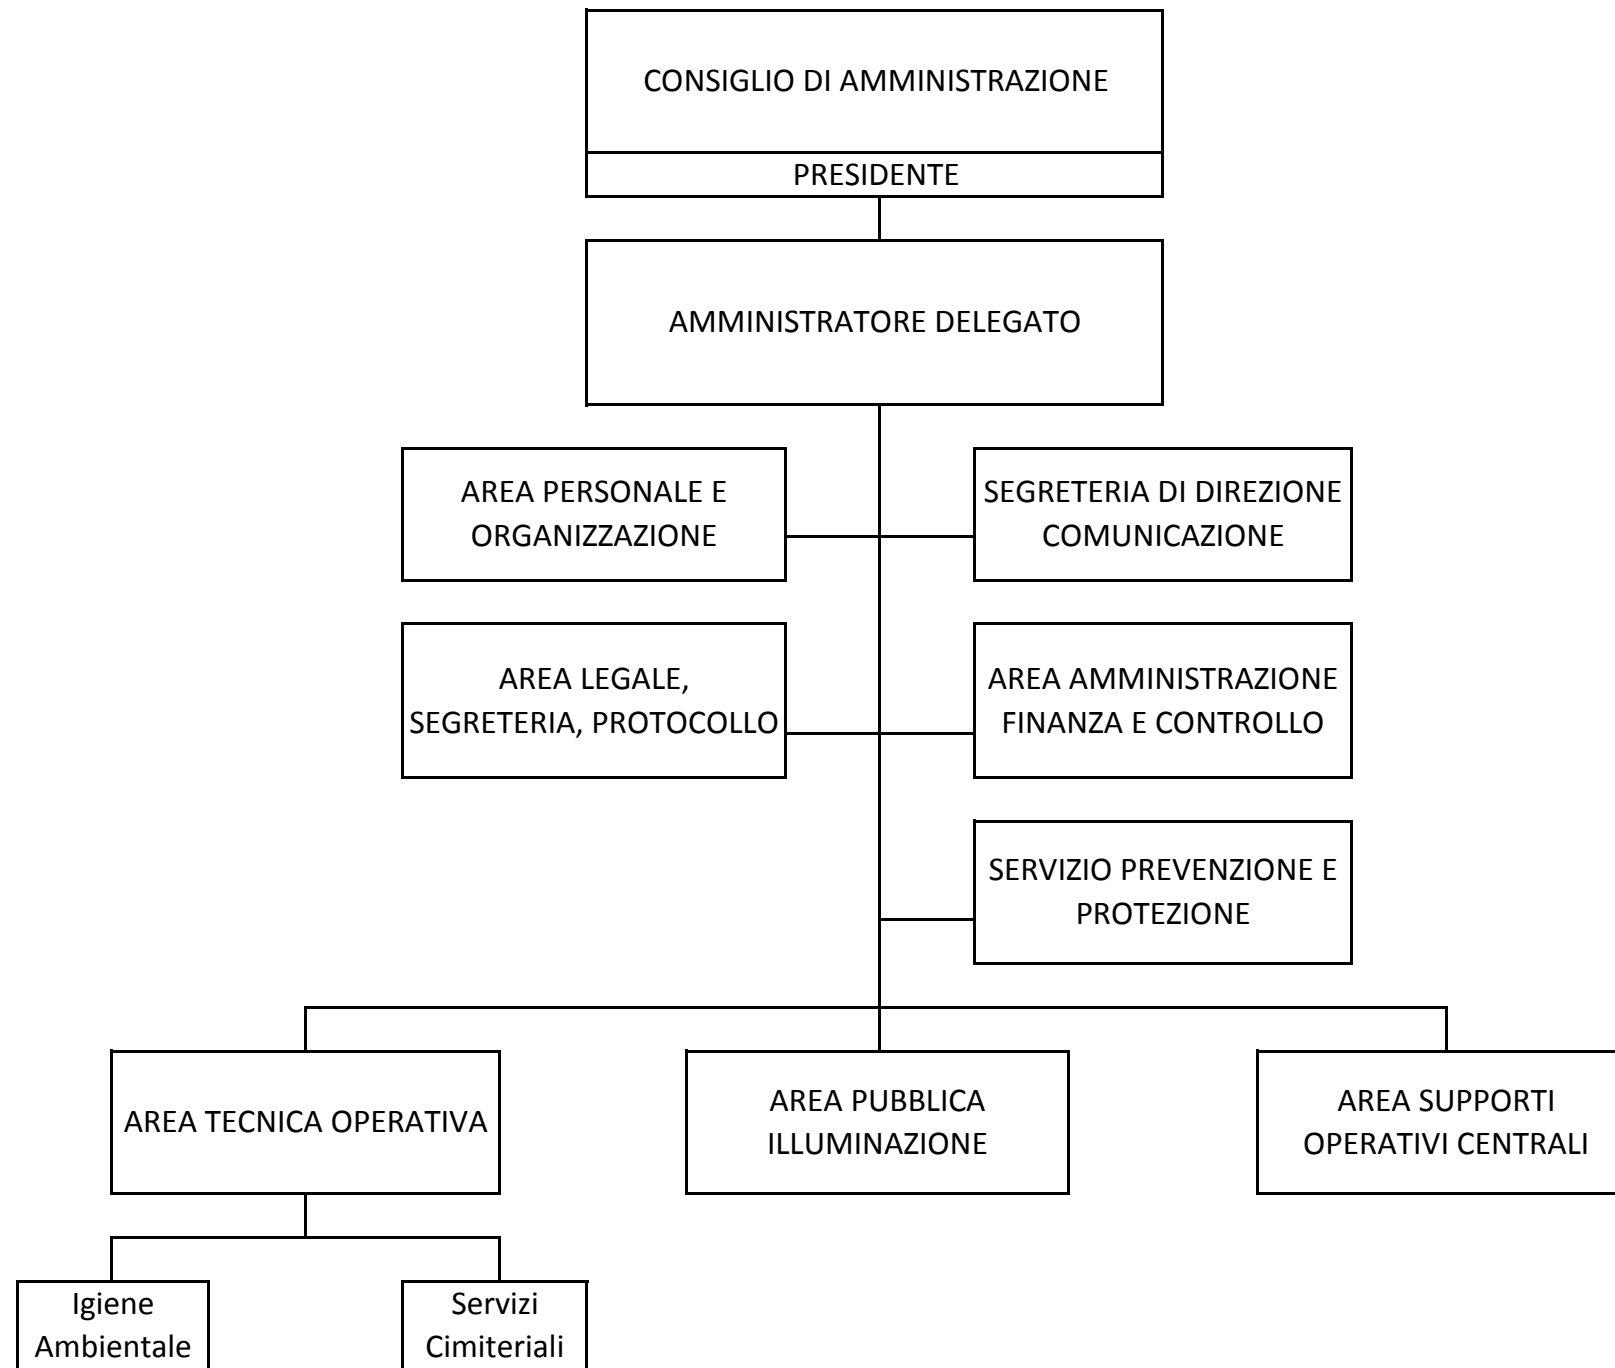 CONSIGLIO DI AMMINISTRAZIONE
PRESIDENTE
AMMINISTRATORE DELEGATO
AREA PERSONALE E
ORGANIZZAZIONE
SEGRETERIA DI DIREZIONE
COMUNICAZIONE
AREA LEGALE,
SEGRETERIA, PROTOCOLLO
AREA AMMINISTRAZIONE
FINANZA E CONTROLLO
SERVIZIO PREVENZIONE E
PROTEZIONE
AREA TECNICA OPERATIVA
AREA PUBBLICA
ILLUMINAZIONE
AREA SUPPORTI
OPERATIVI CENTRALI
Igiene
Ambientale
Servizi
Cimiteriali